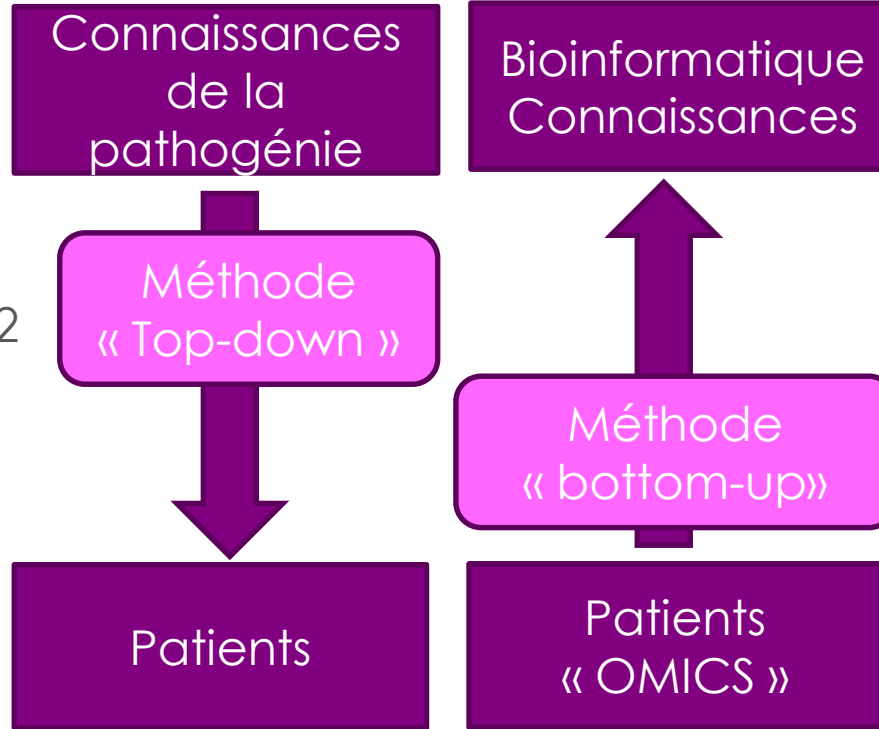 Connaissances
de la
pathogénie
Bioinformatique
Connaissances
2
Méthode
« Top-down »
Méthode
« bottom-up»
Patients
Patients
« OMICS »